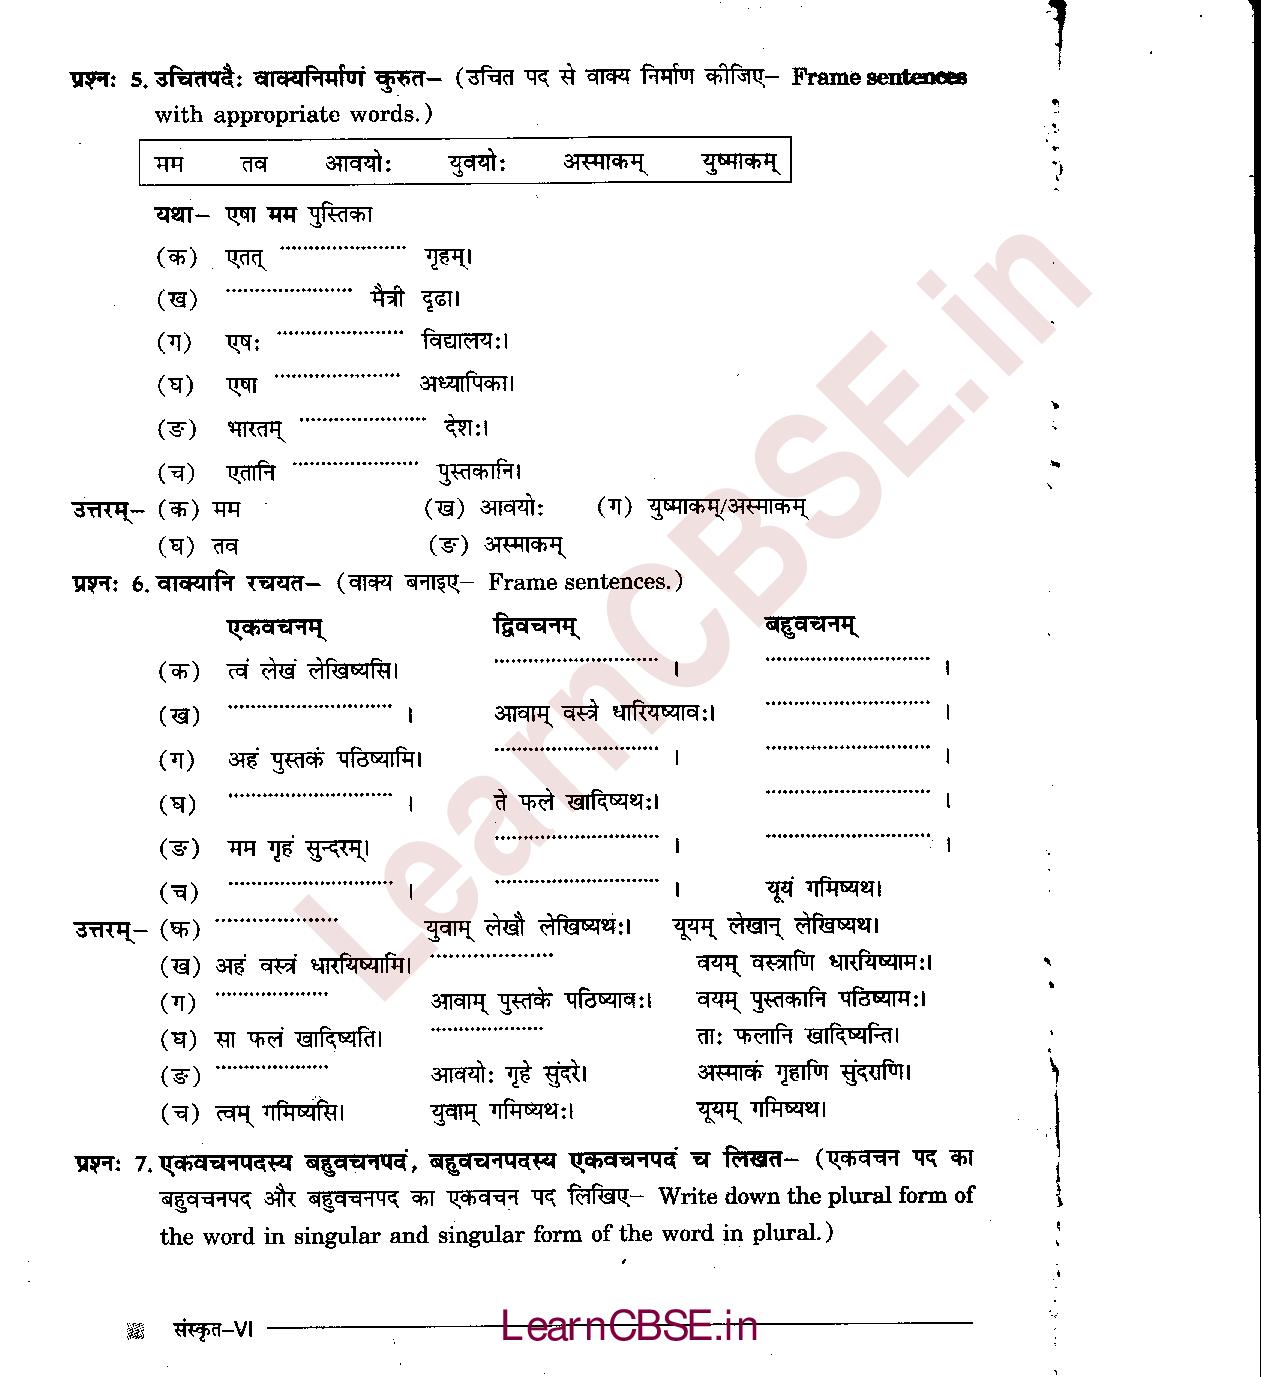 प्रश्नः 5. उचितपदैः वाक्यनिर्माणं कुरुत– (उचित पद से वाक्य निर्माण कीजिए– Frame sentences
with appropriate words.)
मम तव आवयोः युवयोः अस्माकम् युष्माकम्
यथा– एषा मम पुस्तिका
(क) एतत् ..................... गृहम्।
(ख) ..................... मैत्री दृढा।
(ग) एषः ..................... विद्यालयः।
(घ) एषा ..................... अध्यापिका।
(ङ) भारतम् ..................... देशः।
(च) एतानि ..................... पुस्तकानि।
उत्तरम्– (क) मम (ख) आवयोः (ग) युष्माकम्/अस्माकम्
(घ) तव (ङ) अस्माकम्
प्रश्नः 6. वाक्यानि रचयत– (वाक्य बनाइए– Frame sentences.)
एकवचनम् द्विवचनम् बहुवचनम्
(क) त्वं लेखं लेखिष्यसि। ........................... । ........................... ।
(ख) ........................... । आवाम् वस्त्रे धारियष्यावः। ........................... ।
(ग) अहं पुस्तकं पठिष्यामि। ........................... । ........................... ।
(घ) ........................... । ते फले खादिष्यथः। ........................... ।
(ङ) मम गृहं सुन्दरम्। ........................... । ........................... ।
(च) ........................... । ........................... । यूयं गमिष्यथ।
उत्तरम्– (क) ..................... युवाम् लेखौ लेखिष्यथः। यूयम् लेखान् लेखिष्यथ।
(ख) अहं वस्त्रं धारयिष्यामि। ..................... वयम् वस्त्राणि धारयिष्यामः।
(ग) ................... आवाम् पुस्तके पठिष्यावः। वयम् पुस्तकानि पठिष्यामः।
(घ) सा फलं खादिष्यति। ................... ताः फलानि खादिष्यन्ति।
(ङ) ................... आवयोः गृहे सुंदरे। अस्माकं गृहाणि सुंदराणि।
(च) त्वम् गमिष्यसि। युवाम् गमिष्यथः। यूयम् गमिष्यथ।
प्रश्नः 7. एकवचनपदस्य बहुवचनपदं, बहुवचनपदस्य एकवचनपदं च लिखत– (एकवचन पद का
बहुवचनपद और बहुवचनपद का एकवचन पद लिखिए– Write down the plural form of
the word in singular and singular form of the word in plural.)
संस्कृत–VI
LearnCBSE.in
LearnCBSE.in